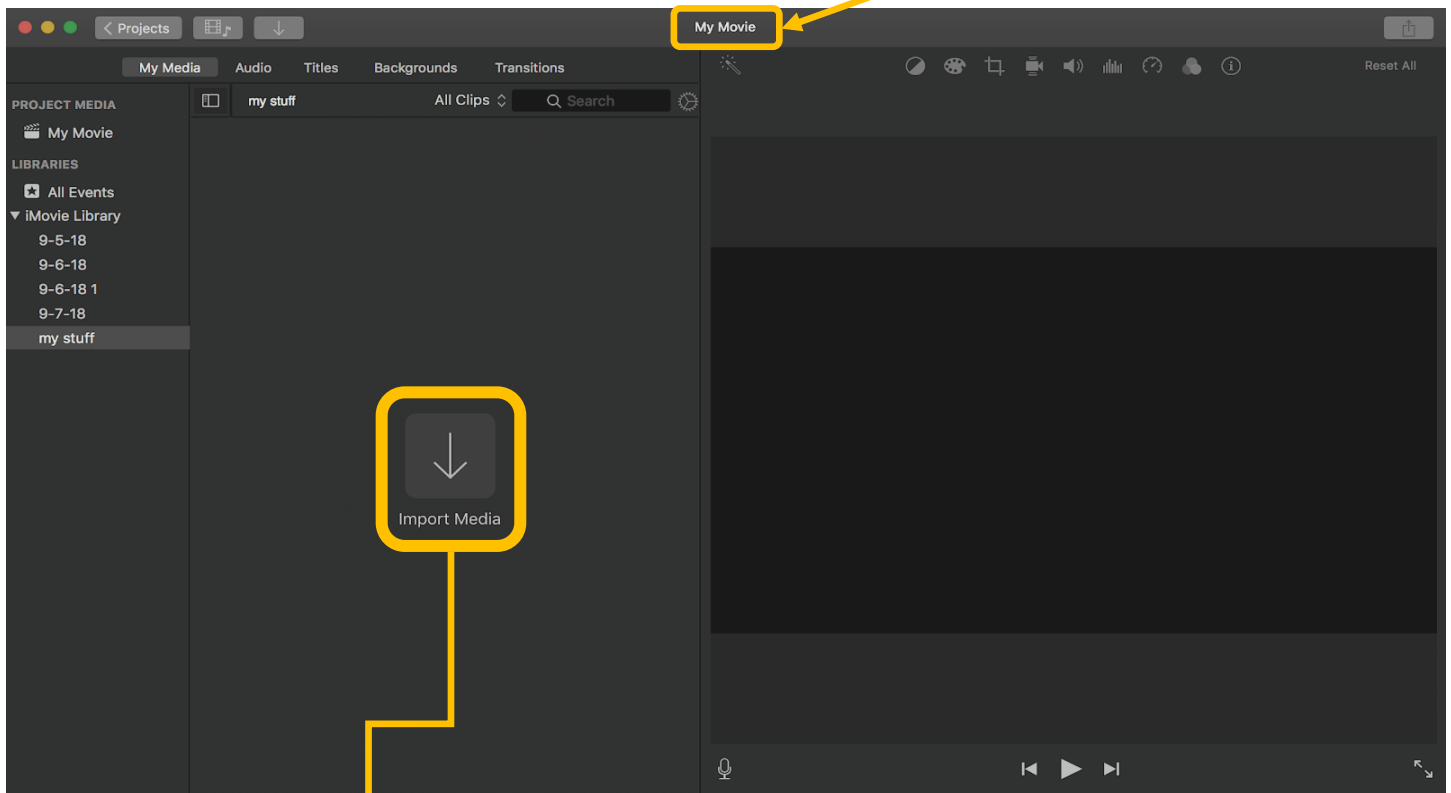 Projects
My Movie
My Media Audio Titles Backgrounds Transitions
Reset All
PROJECT MEDIA
My Movie
LIBRARIES
All Events
iMovie Library
9-5-18
9-6-18
9-6-18 1
9-7-18
my stuff
my stuff All Clips Search
Import Media